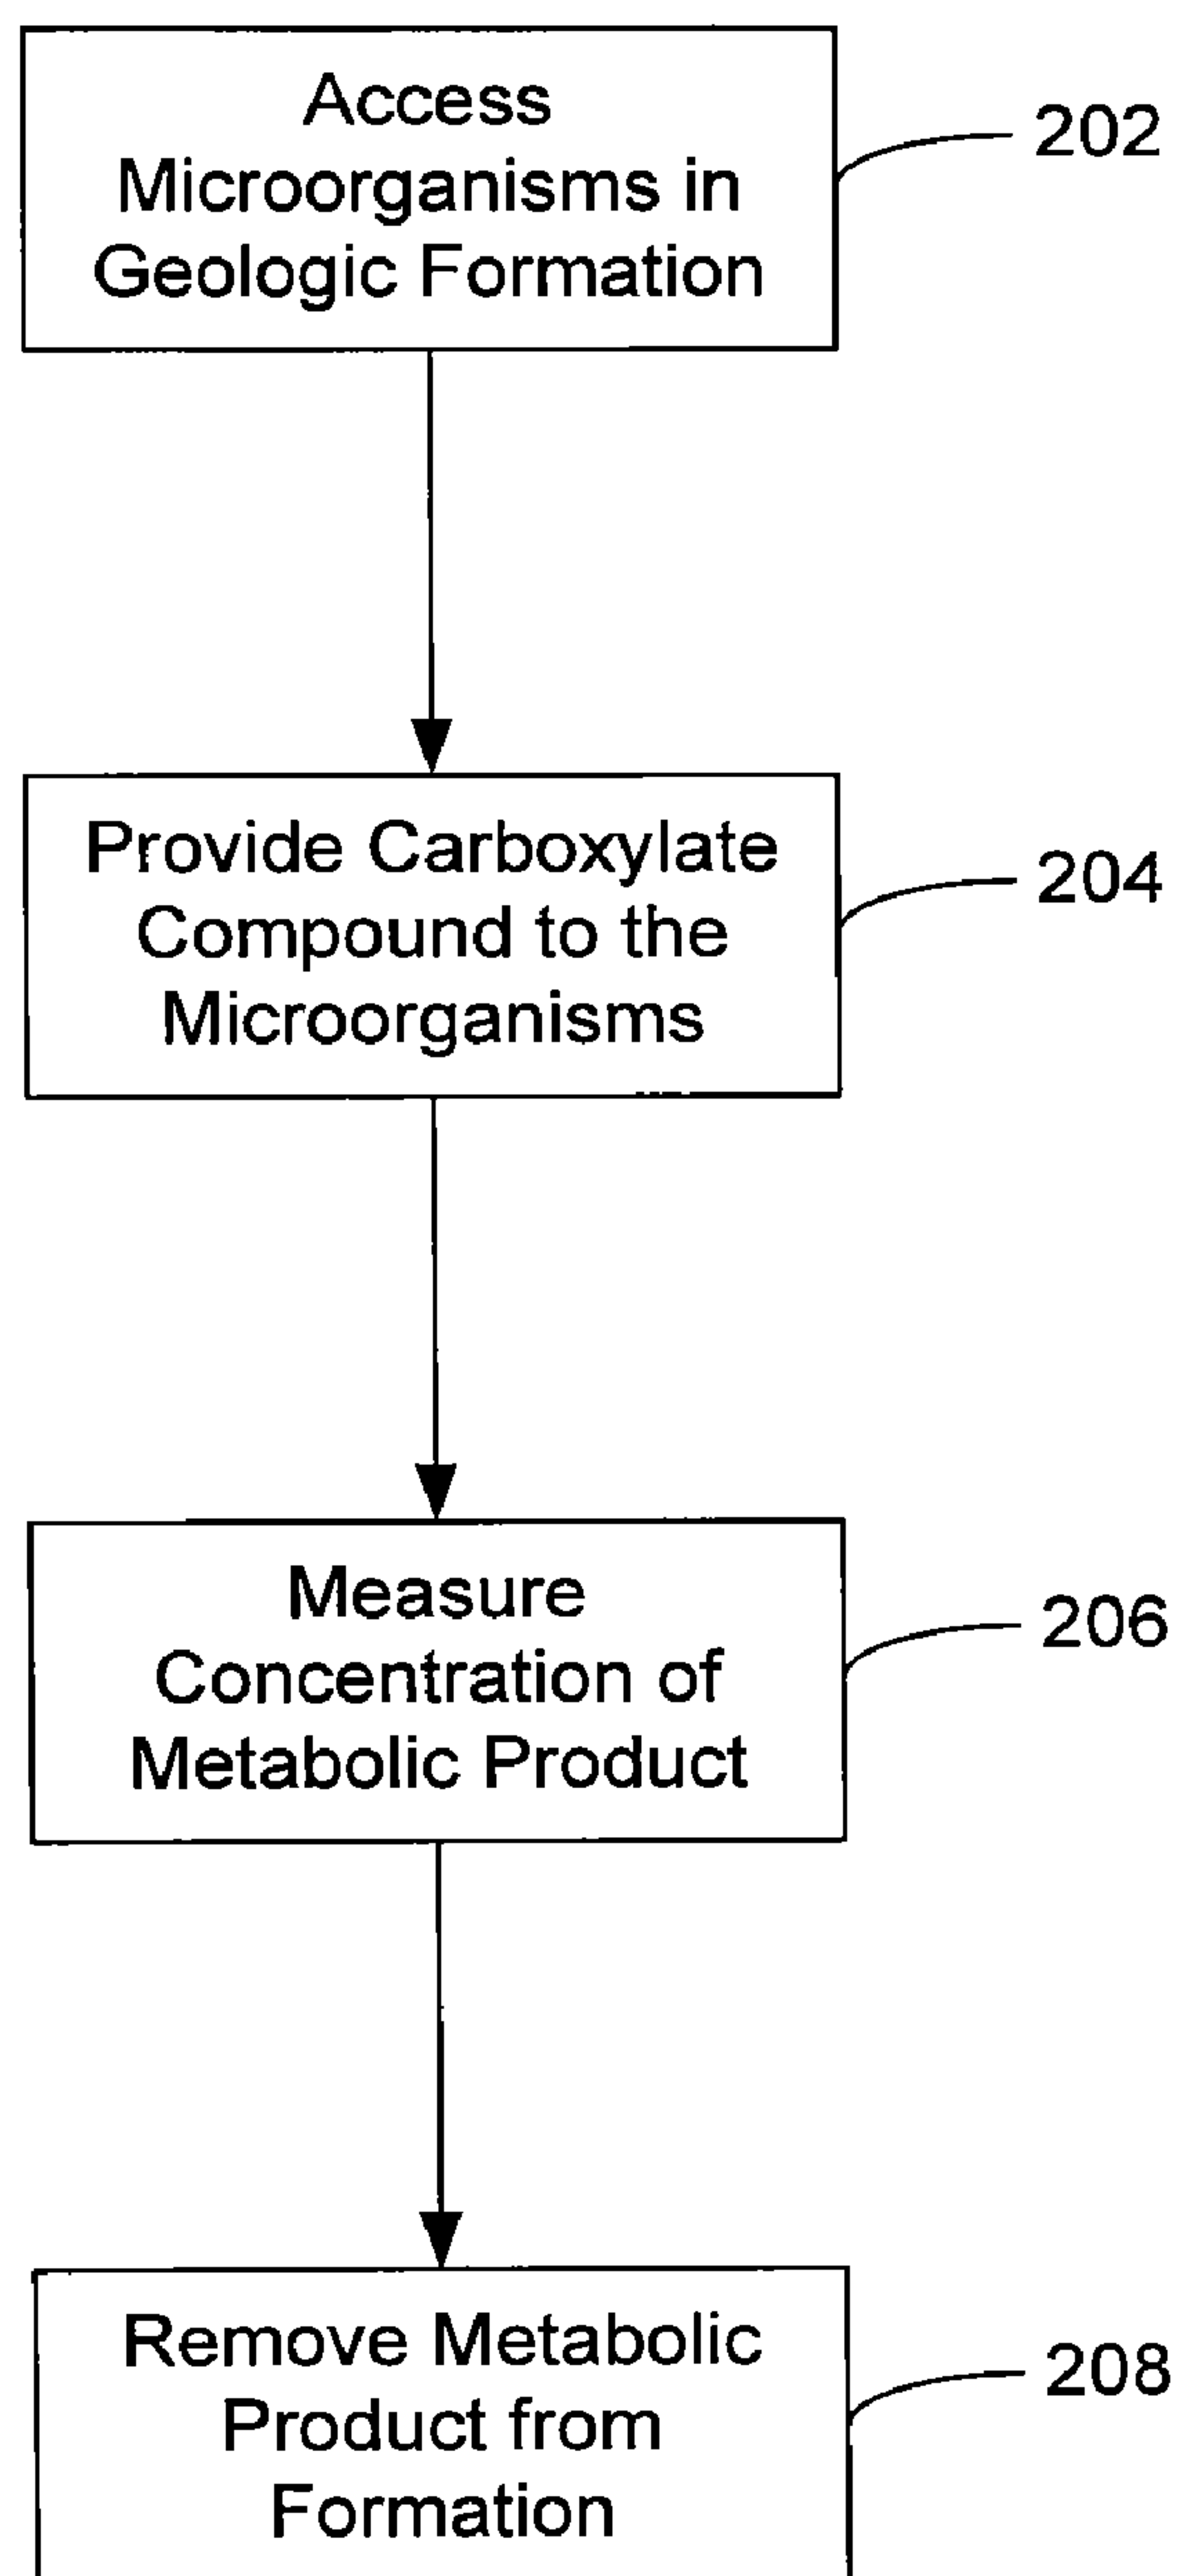 Access
Microorganisms in
Geologic Formation
202
Provide Carboxylate
Compound to the
Microorganisms
204
Measure
Concentration of
Metabolic Product
206
Remove Metabolic
Product from
Formation
208